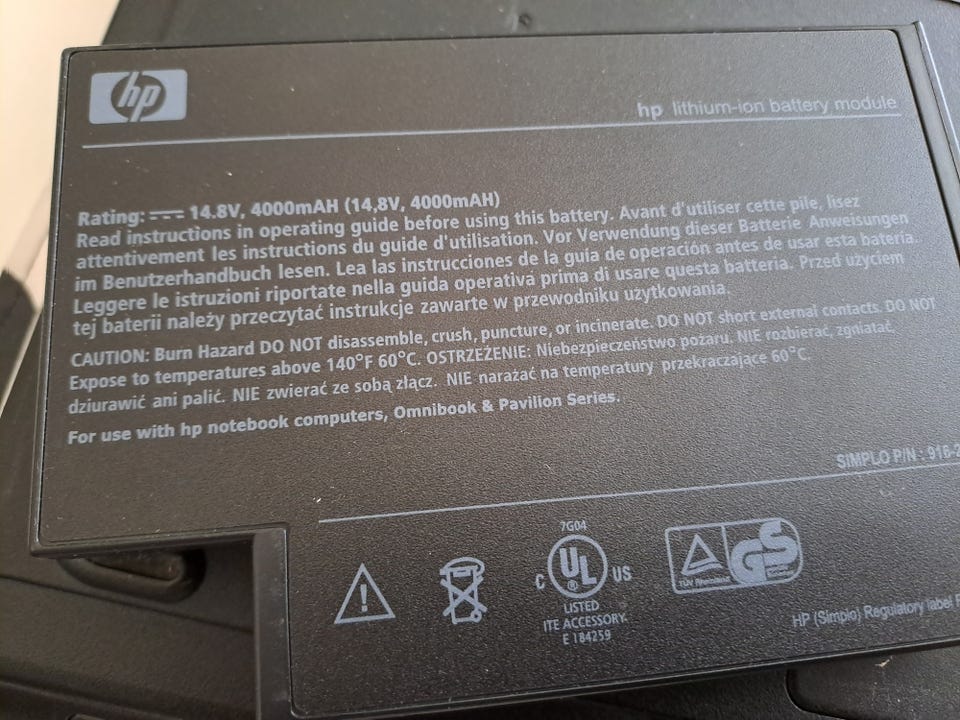 hp
hp lithium-ion battery module
Rating: 14.8V, 4000mAH (14,8V, 4000mAH)
Read instructions in operating guide before using this battery. Avant d'utiliser cette pile, lisez
attentivement les instructions du guide d'utilisation. Vor Verwendung dieser Batterie Anweisungen
im Benutzerhandbuch lesen. Lea las instrucciones de la guía de operación antes de usar esta batería.
Leggere le istruzioni riportate nella guida operativa prima di usare questa batteria. Przed użyciem
tej baterii należy przeczytać instrukcje zawarte w przewodniku użytkowania.
CAUTION: Burn Hazard DO NOT disassemble, crush, puncture, or incinerate. DO NOT short external contacts. DO NOT
Expose to temperatures above 140°F 60°C. OSTRZEŻENIE: Niebezpieczeństwo pożaru. NIE rozbierać, zgniatać,
dziurawić ani palić. NIE zwierać ze sobą złącz. NIE narażać na temperatury przekraczające 60°C.
For use with hp notebook computers, Omnibook & Pavilion Series.
SIMPLO P/N : 916-2
7G04
C UL US
LISTED
ITE ACCESSORY
E 184259
TÜV Rheinland
GS
HP (Simplo) Regulatory label